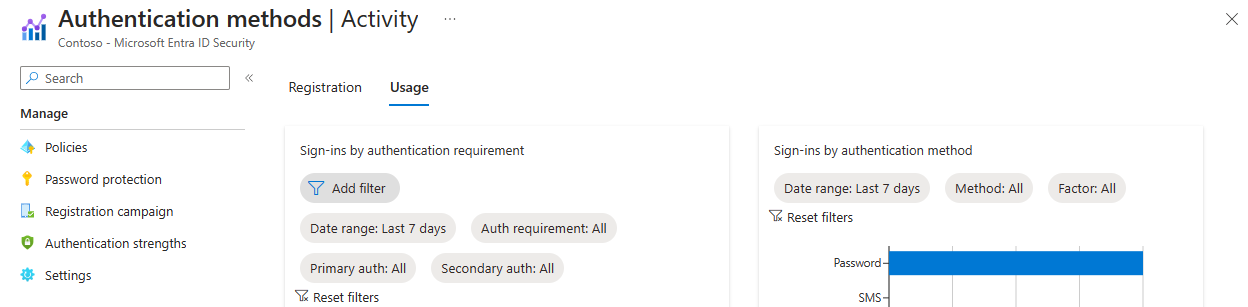 Authentication methods | Activity ...
Contoso - Microsoft Entra ID Security
Search
«
Manage
Policies
Password protection
Registration campaign
Authentication strengths
Settings
Registration Usage
Sign-ins by authentication requirement
Add filter
Date range: Last 7 days Auth requirement: All
Primary auth: All Secondary auth: All
Reset filters
Sign-ins by authentication method
Date range: Last 7 days Method: All Factor: All
Reset filters
Password
SMS